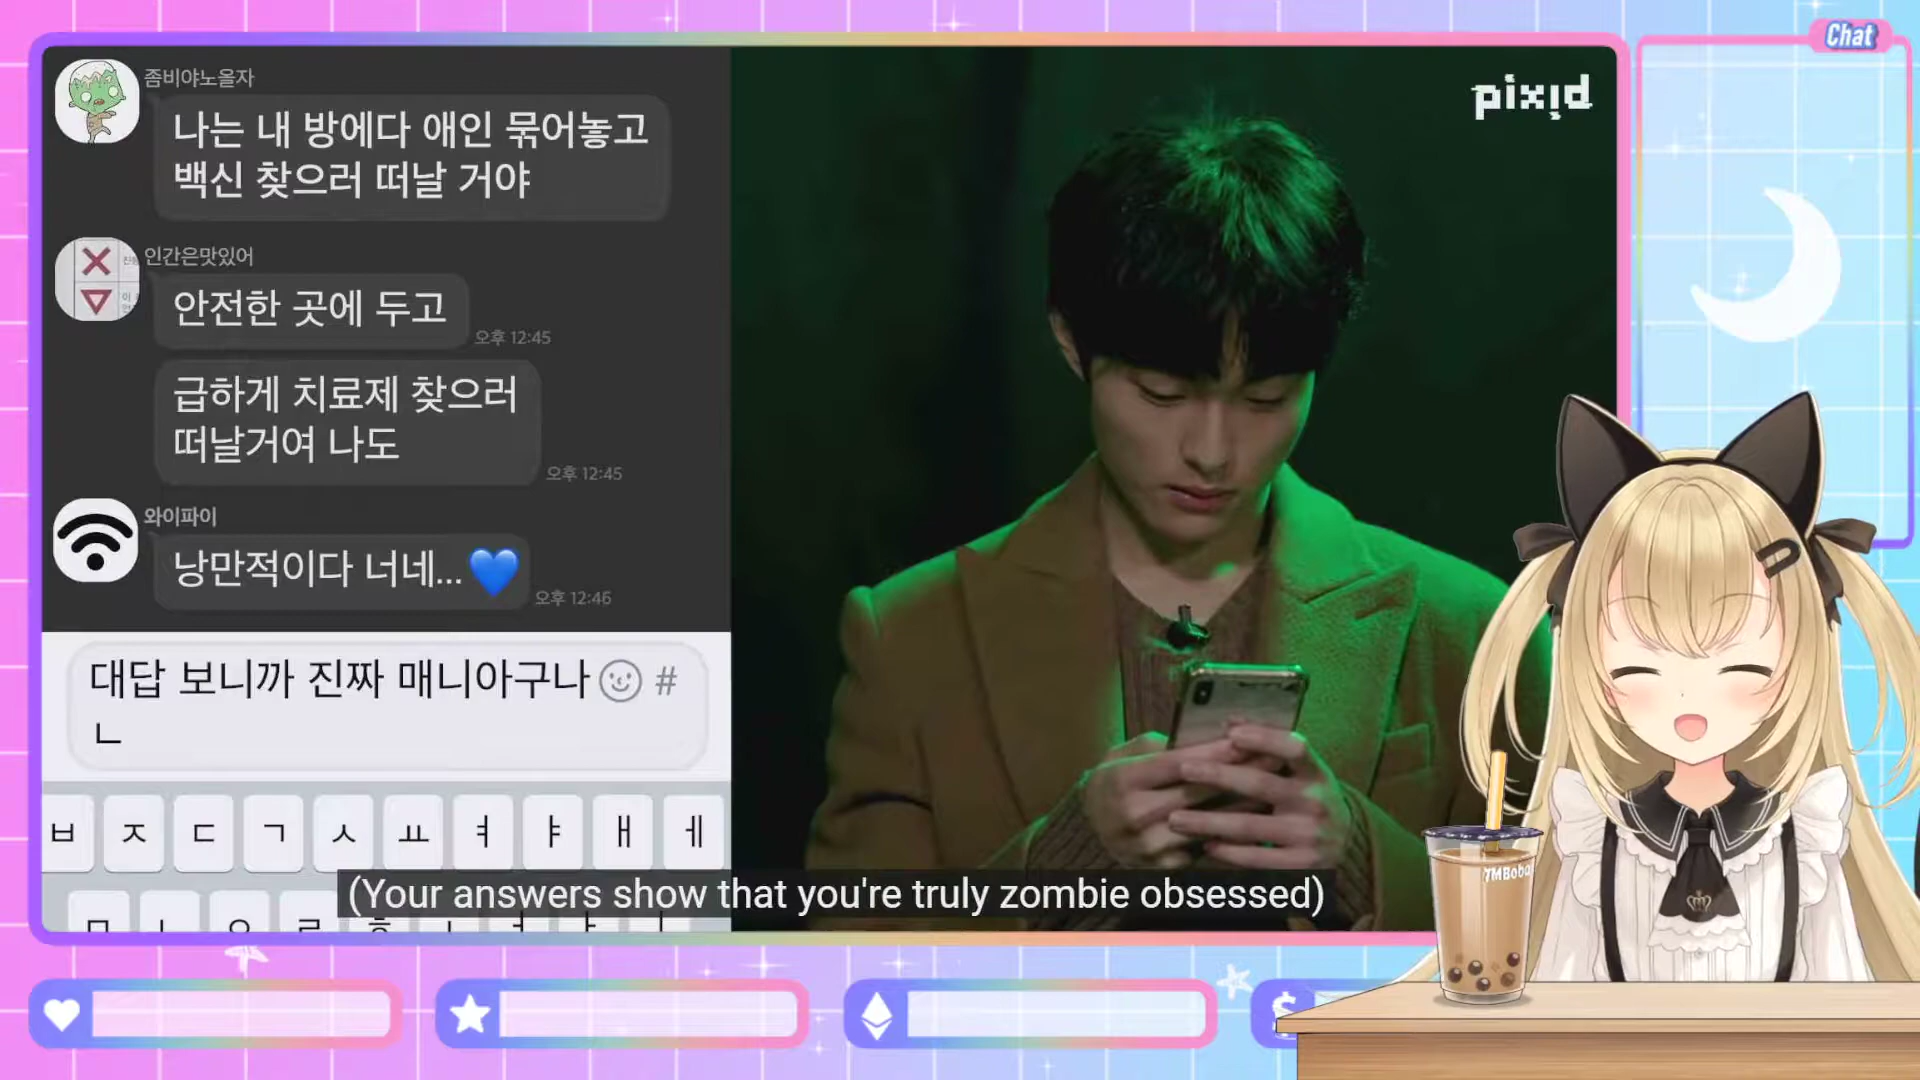 Chat
좀비야노올자
나는 내 방에다 애인 묶어놓고
백신 찾으러 떠날 거야
인간은맛있어
안전한 곳에 두고
오후 12:45
급하게 치료제 찾으러
떠날거여 나도
오후 12:45
와이파이
낭만적이다 너네...💙
오후 12:46
대답 보니까 진짜 매니아구나 #
ㄴ
ㅂ ㅈ ㄷ ㄱ ㅅ ㅛ ㅕ ㅑ ㅐ ㅔ
ㅁ ㄴ ㅇ ㄹ ㅎ ㅗ ㅓ ㅏ ㅣ
pixid
(Your answers show that you're truly zombie obsessed)
7MBoba